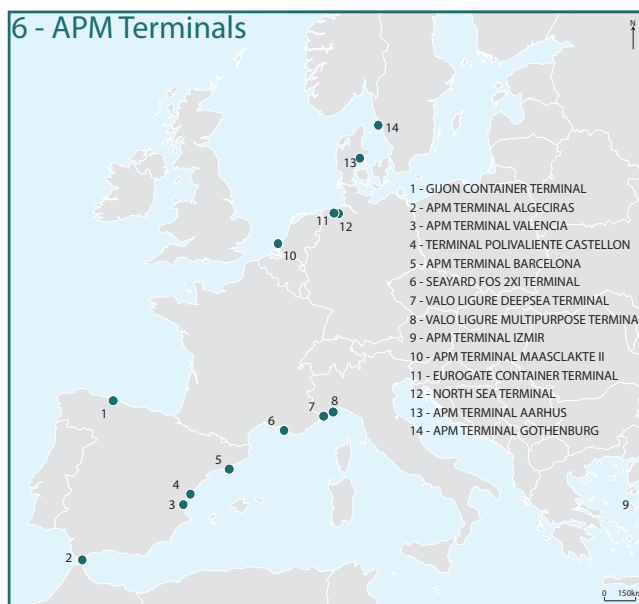 6 - APM Terminals
N
14
13
1 - GIJON CONTAINER TERMINAL
2 - APM TERMINAL ALGECIRAS
3 - APM TERMINAL VALENCIA
4 - TERMINAL POLIVALIENTE CASTELLON
5 - APM TERMINAL BARCELONA
6 - SEAYARD FOS 2XI TERMINAL
7 - VALO LIGURE DEEPSEA TERMINAL
8 - VALO LIGURE MULTIPURPOSE TERMINA
9 - APM TERMINAL IZMIR
10 - APM TERMINAL MAASCLAKTE II
11 - EUROGATE CONTAINER TERMINAL
12 - NORTH SEA TERMINAL
13 - APM TERMINAL AARHUS
14 - APM TERMINAL GOTHENBURG
11
12
10
1
7
8
6
5
4
3
9
2
0 150km